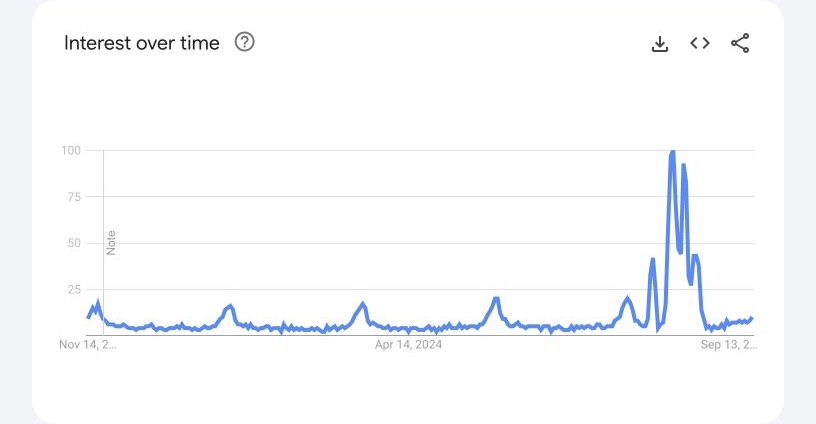 Interest over time
100
75
50
25
Note
Nov 14, 2...
Apr 14, 2024
Sep 13, 2...